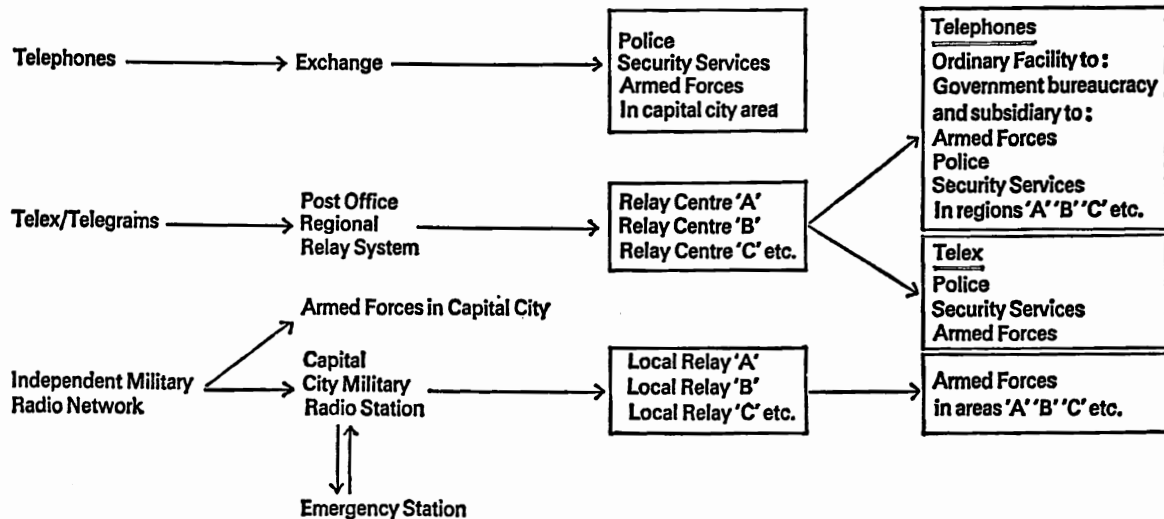 Telephones
Exchange
Police
Security Services
Armed Forces
In capital city area
Telephones
Ordinary Facility to:
Government bureaucracy
and subsidiary to:
Armed Forces
Police
Security Services
In regions 'A' 'B' 'C' etc.
Telex/Telegrams
Post Office
Regional
Relay System
Relay Centre 'A'
Relay Centre 'B'
Relay Centre 'C' etc.
Telex
Police
Security Services
Armed Forces
Armed Forces in Capital City
Independent Military
Radio Network
Capital
City Military
Radio Station
Local Relay 'A'
Local Relay 'B'
Local Relay 'C' etc.
Armed Forces
in areas 'A' 'B' 'C' etc.
Emergency Station